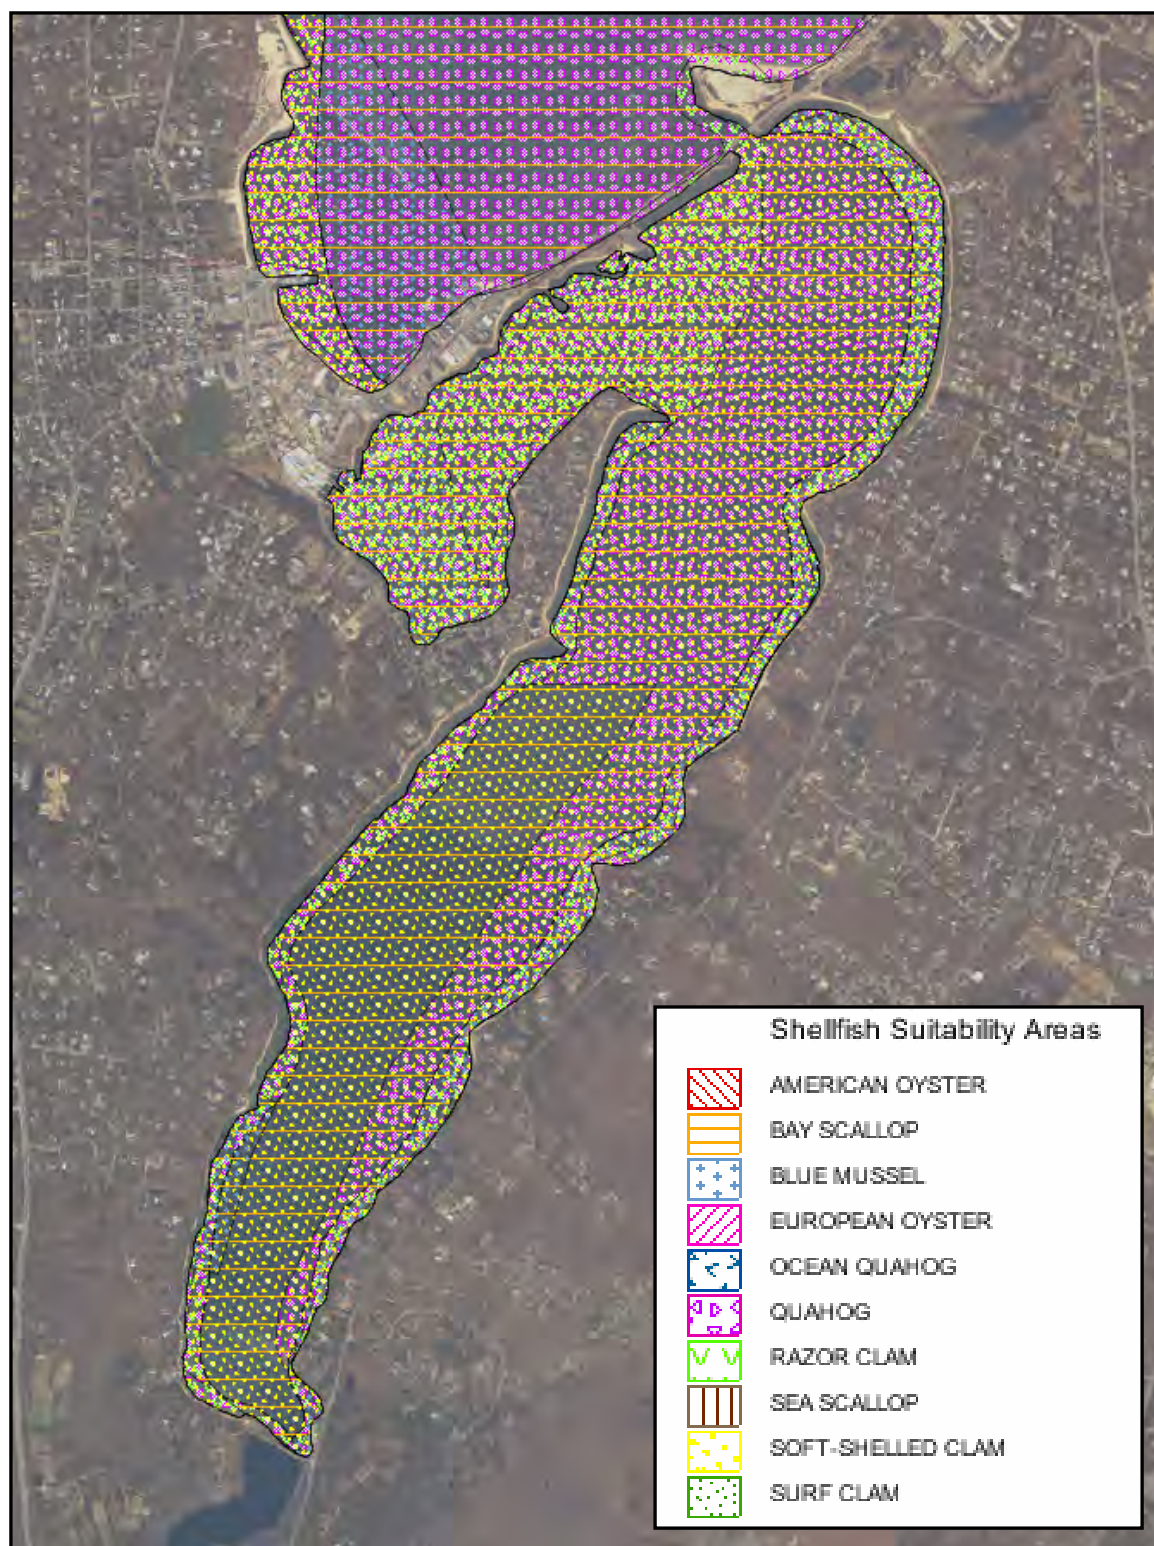 Shellfish Suitability Areas
AMERICAN OYSTER
BAY SCALLOP
BLUE MUSSEL
EUROPEAN OYSTER
OCEAN QUAHOG
QUAHOG
RAZOR CLAM
SEA SCALLOP
SOFT-SHELLED CLAM
SURF CLAM